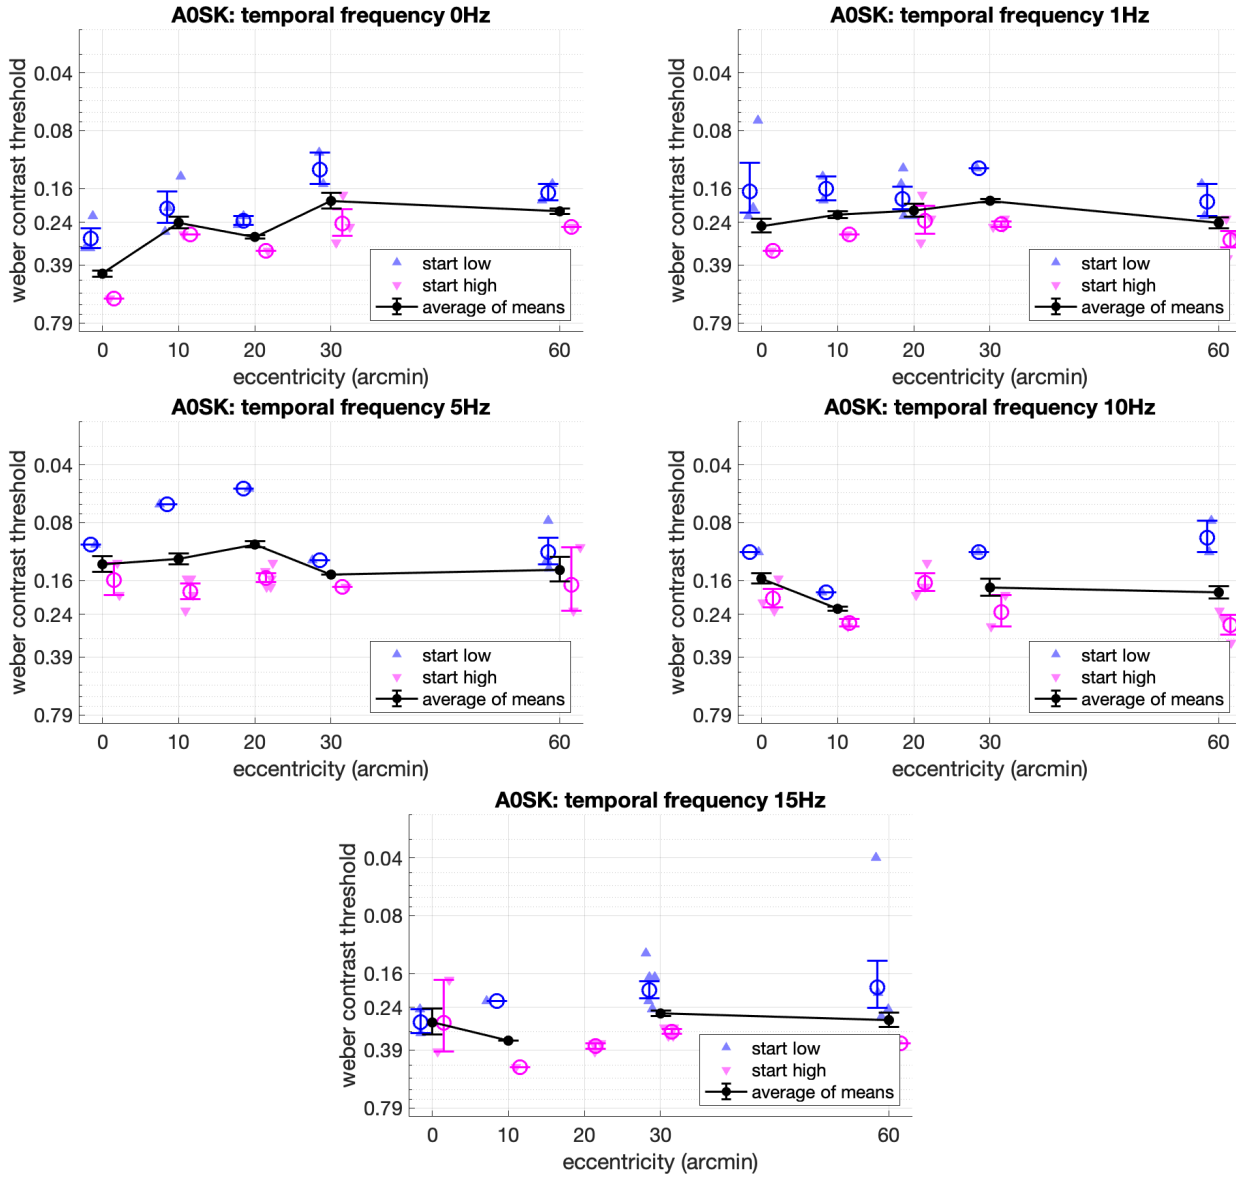 A0SK: temporal frequency 0Hz
weber contrast threshold
0.04
0.08
0.16
0.24
0.39
0.79
start low
start high
average of means
0 10 20 30 60
eccentricity (arcmin)
A0SK: temporal frequency 1Hz
weber contrast threshold
0.04
0.08
0.16
0.24
0.39
0.79
start low
start high
average of means
0 10 20 30 60
eccentricity (arcmin)
A0SK: temporal frequency 5Hz
weber contrast threshold
0.04
0.08
0.16
0.24
0.39
0.79
start low
start high
average of means
0 10 20 30 60
eccentricity (arcmin)
A0SK: temporal frequency 10Hz
weber contrast threshold
0.04
0.08
0.16
0.24
0.39
0.79
start low
start high
average of means
0 10 20 30 60
eccentricity (arcmin)
A0SK: temporal frequency 15Hz
weber contrast threshold
0.04
0.08
0.16
0.24
0.39
0.79
start low
start high
average of means
0 10 20 30 60
eccentricity (arcmin)